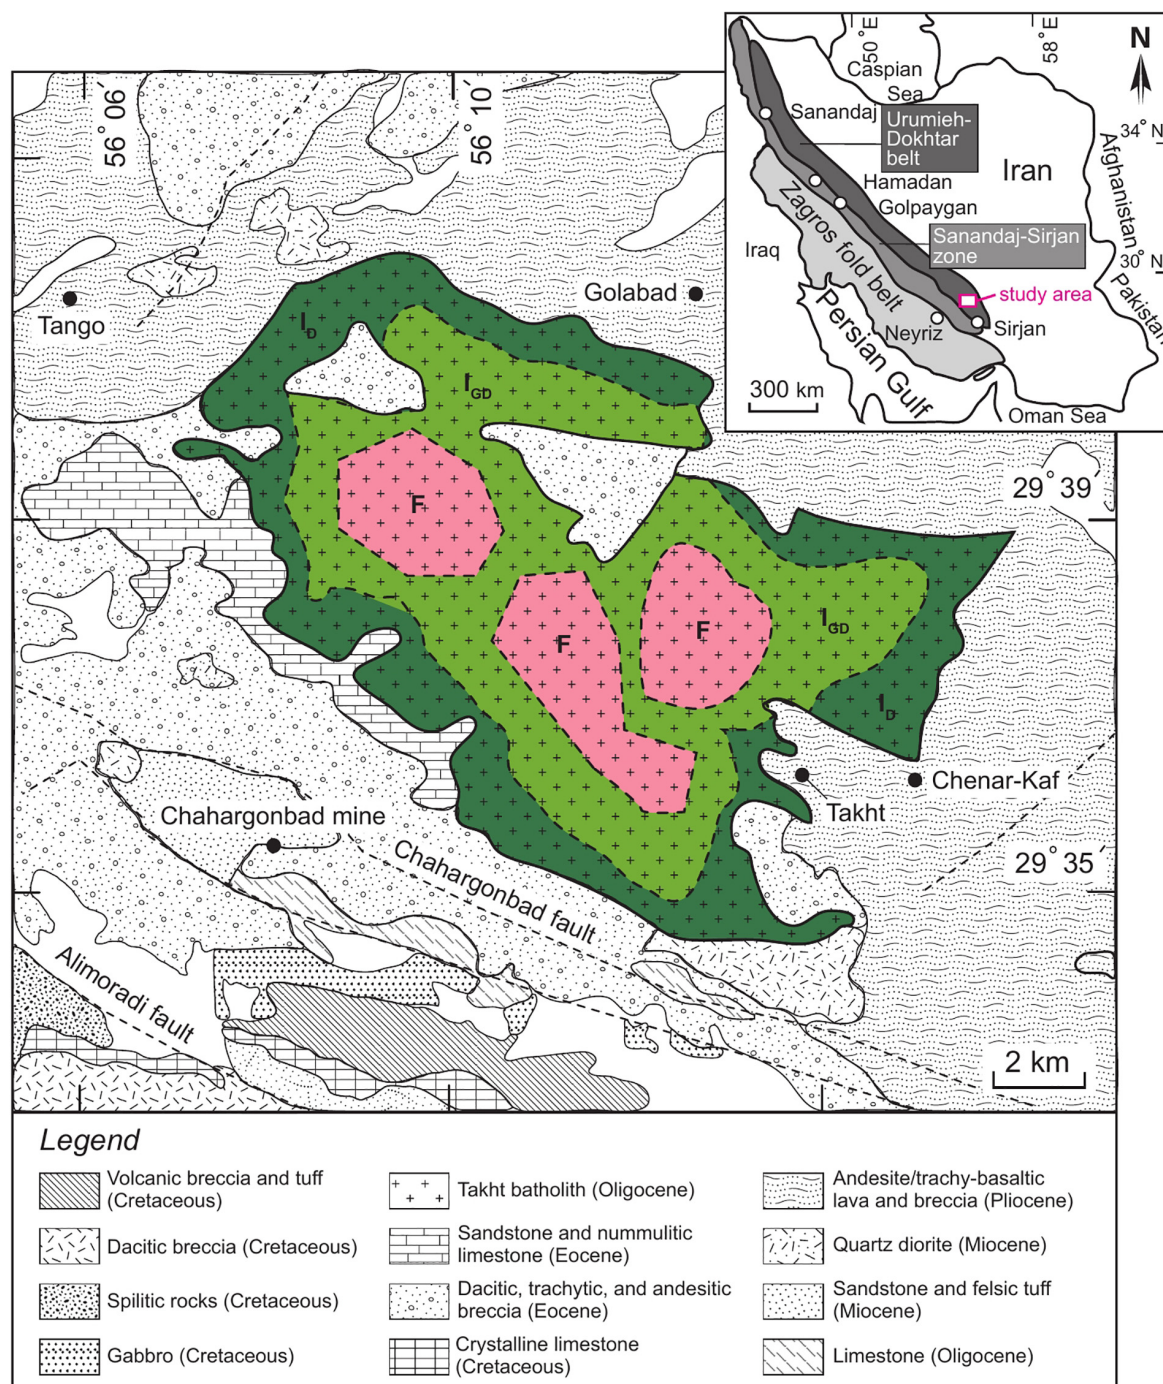 50°E
58°E
N
Caspian
Sea
Sanandaj
Urumieh-
Dokhtar
belt
34° N
Afghanistan
Iran
Hamadan
Golpaygan
Zagros fold belt
Iraq
Sanandaj-Sirjan
zone
30° N
Pakistan
study area
Neyriz
Sirjan
Persian Gulf
300 km
Oman Sea
56° 06
56° 10
Tango
Golabad
I_D
I_GD
29° 39
F
F
F
I_GD
I_D
Chenar-Kaf
Takht
Chahargonbad mine
Chahargonbad fault
29° 35
Alimoradi fault
2 km
Legend
Volcanic breccia and tuff
(Cretaceous)
Dacitic breccia (Cretaceous)
Spilitic rocks (Cretaceous)
Gabbro (Cretaceous)
Takht batholith (Oligocene)
Sandstone and nummulitic
limestone (Eocene)
Dacitic, trachytic, and andesitic
breccia (Eocene)
Crystalline limestone
(Cretaceous)
Andesite/trachy-basaltic
lava and breccia (Pliocene)
Quartz diorite (Miocene)
Sandstone and felsic tuff
(Miocene)
Limestone (Oligocene)